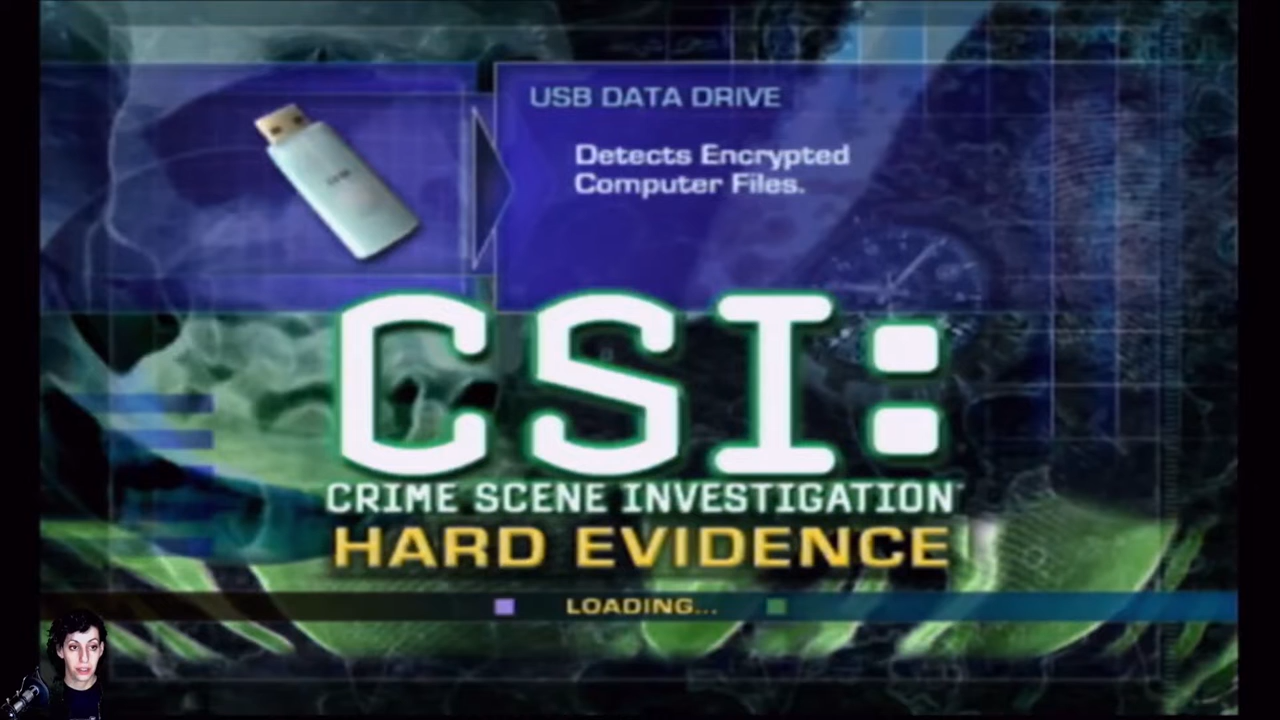 USB DATA DRIVE
Detects Encrypted
Computer Files.
CSI:
CRIME SCENE INVESTIGATION
HARD EVIDENCE
LOADING...